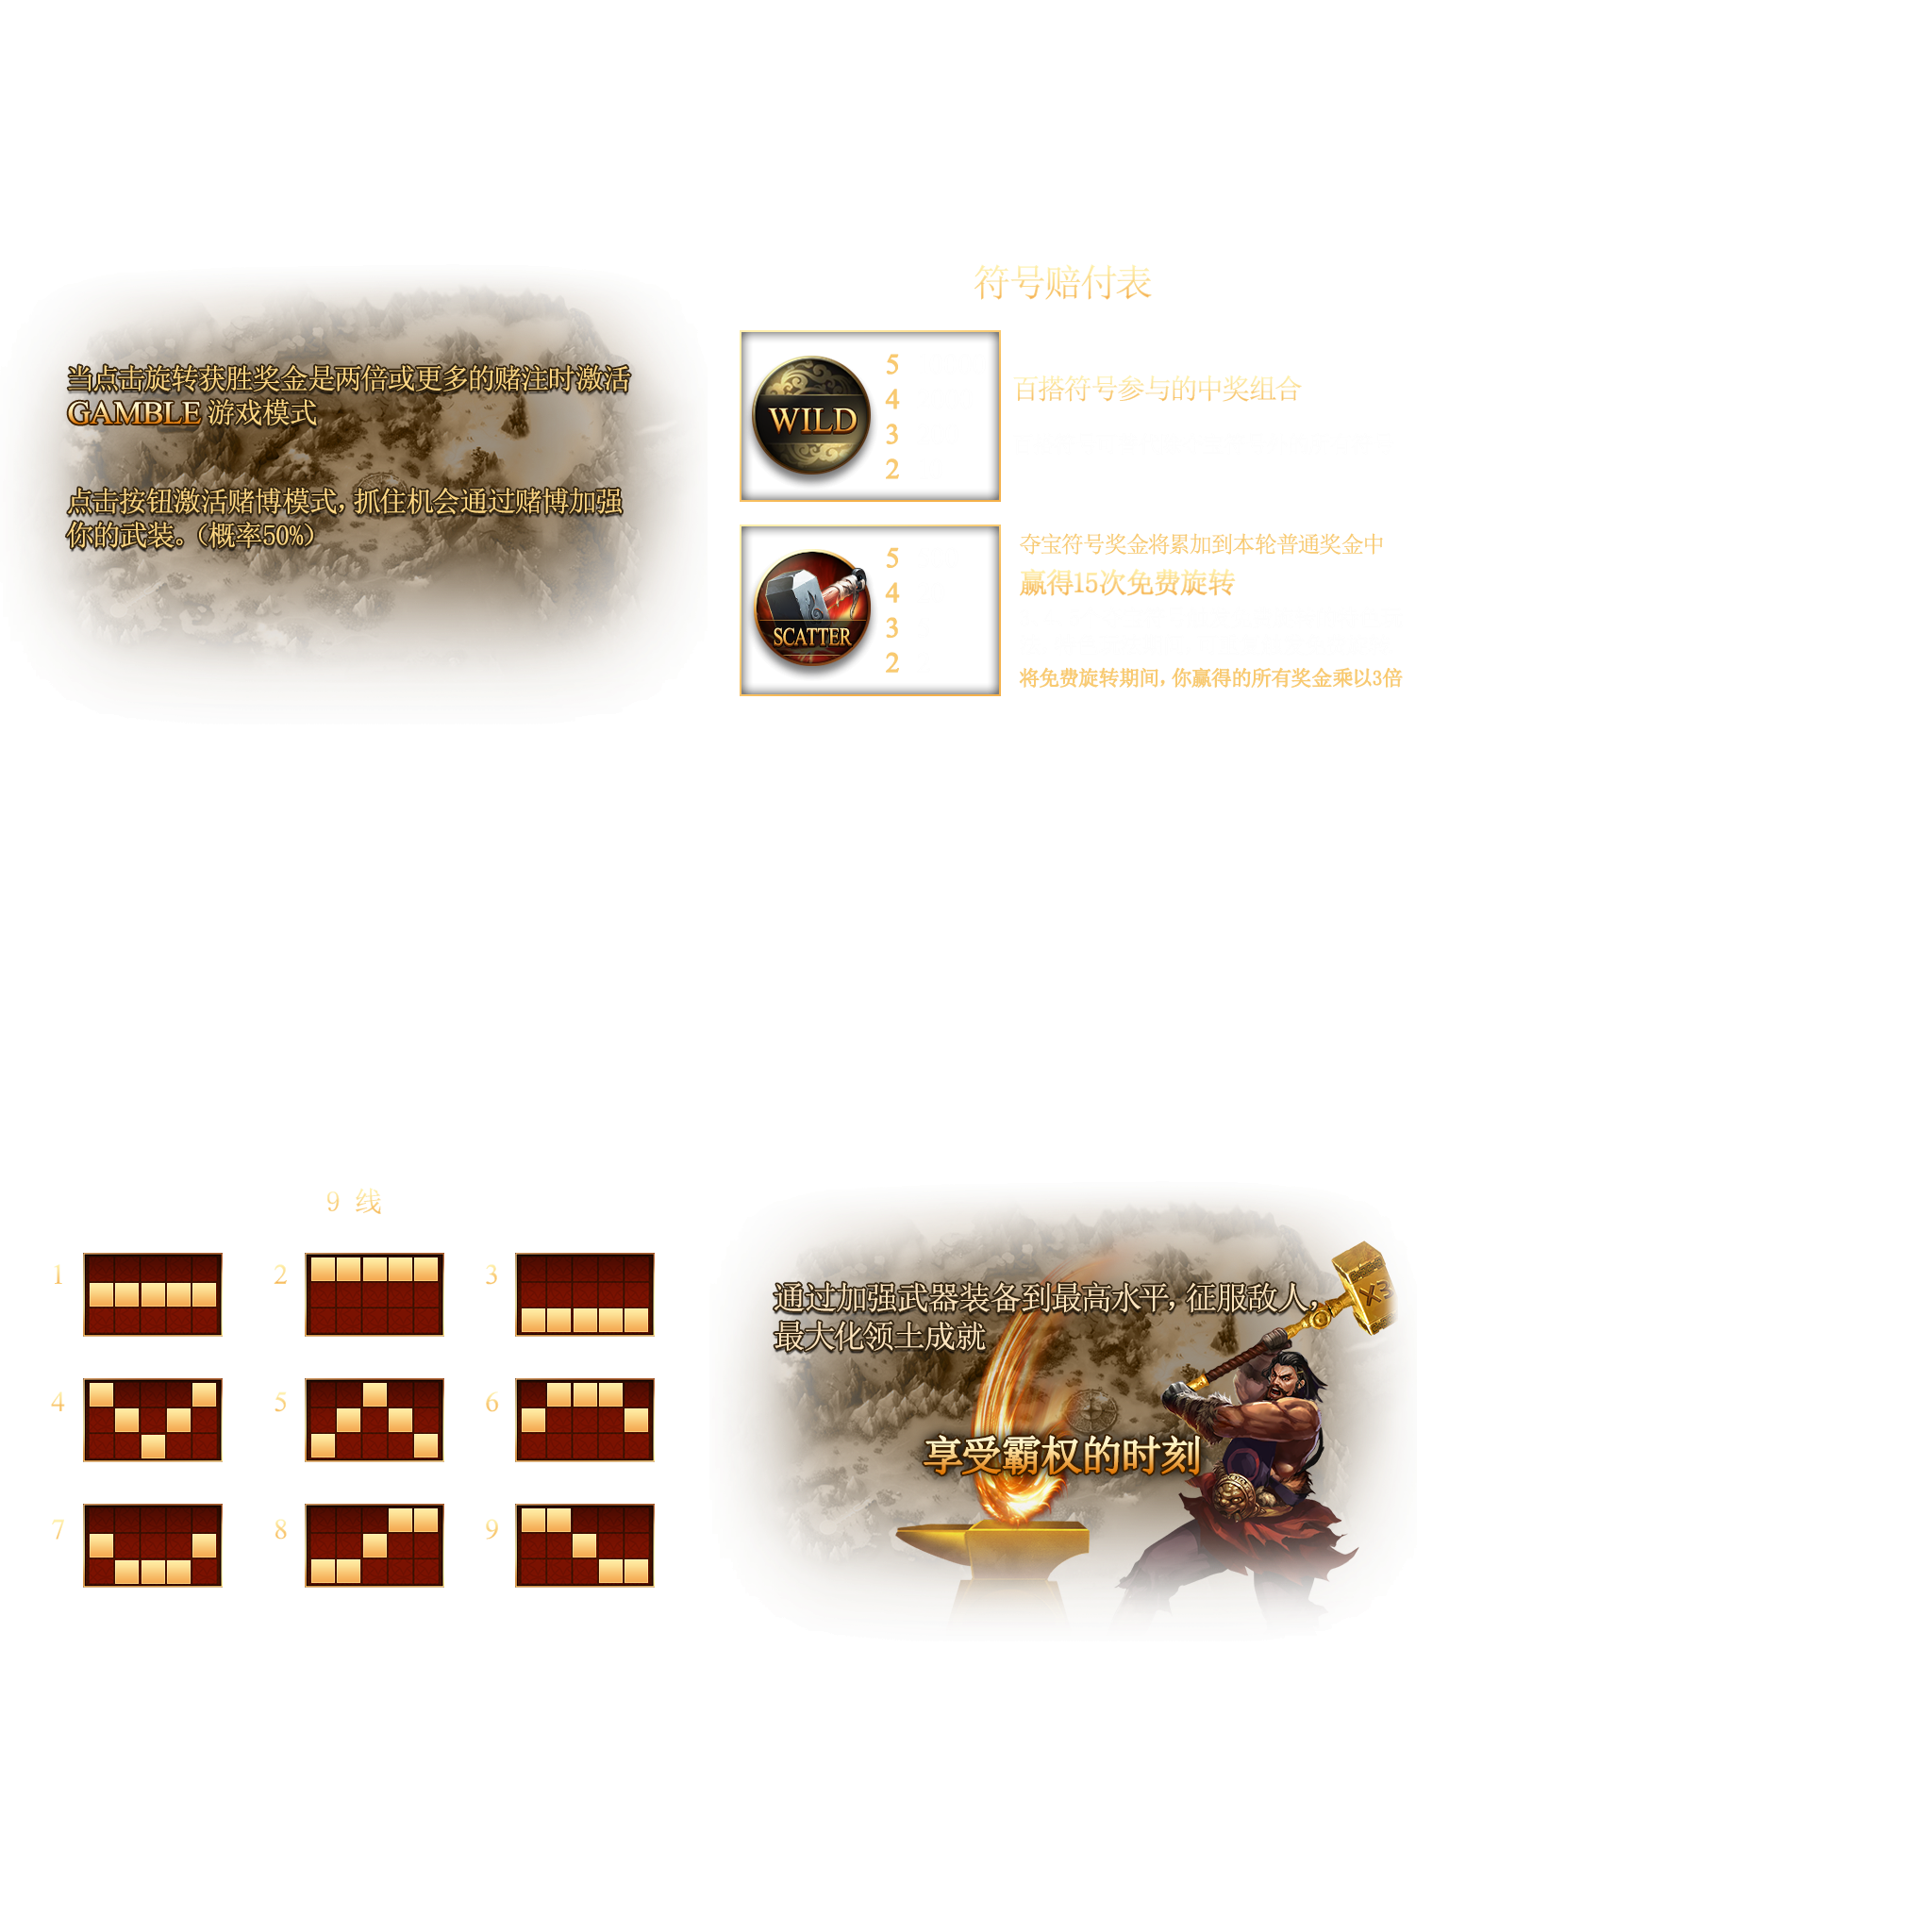 当点击旋转获胜奖金是两倍或更多的赌注时激活
GAMBLE 游戏模式
点击按钮激活赌博模式, 抓住机会通过赌博加强
你的武装。(概率50%)
符号赔付表
WILD
5
4
3
2
百搭符号参与的中奖组合
SCATTER
5
4
3
2
夺宝符号奖金将累加到本轮普通奖金中
赢得15次免费旋转
将免费旋转期间, 你赢得的所有奖金乘以3倍
9 线
1
2
3
4
5
6
7
8
9
通过加强武器装备到最高水平, 征服敌人,
最大化领土成就
X3
享受霸权的时刻